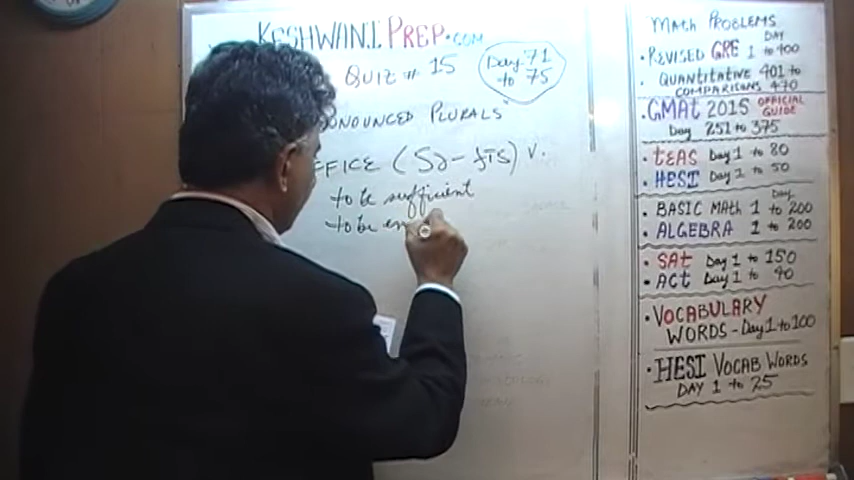 KESHWANI PREP.COM
QUIZ # 15
Day 71
to 75
PLURALS"
(Sə-fīS) V.
to be sufficient
to be
MATH PROBLEMS
DAY
• REVISED GRE 1 to 400
• QUANTITATIVE 401 to
COMPARISONS 470
• GMAT 2015 OFFICIAL GUIDE
DAY 251 to 375
• TEAS Day 1 to 80
• HESI Day 1 to 50
Day
• BASIC MATH 1 to 200
• ALGEBRA 1 to 200
• SAT Day 1 to 150
• ACT Day 1 to 40
• VOCABULARY
WORDS - Day 1 to 100
• HESI VOCAB WORDS
DAY 1 to 25